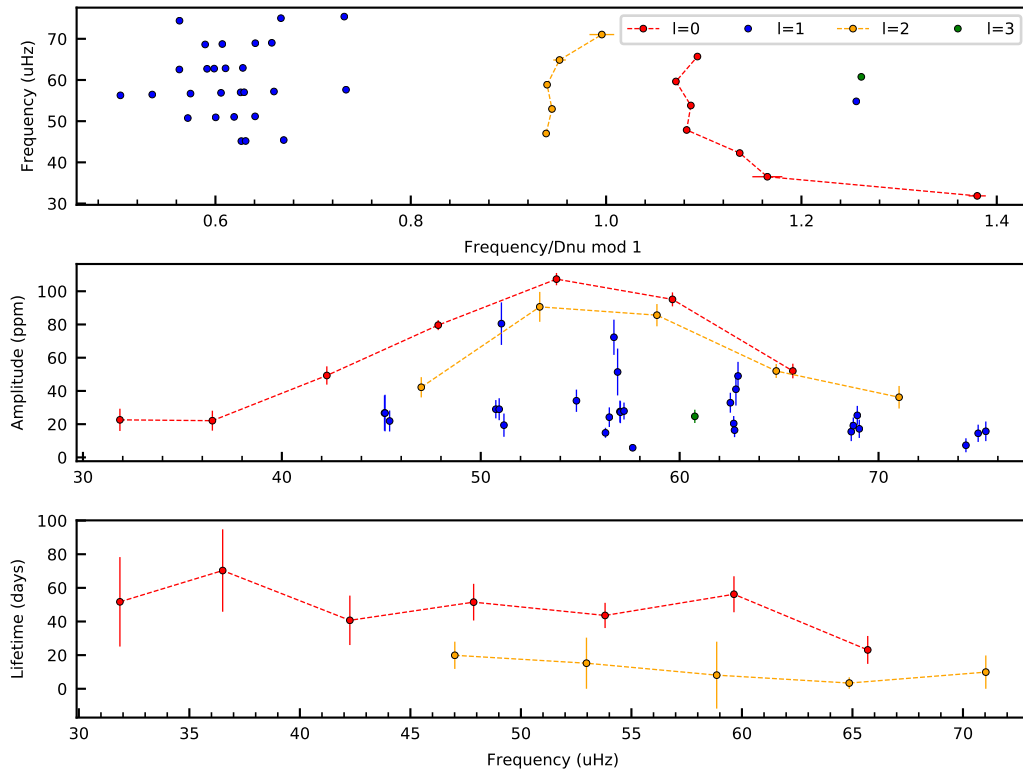 l=0 l=1 l=2 l=3
70
60
50
40
30
Frequency (uHz)
0.6 0.8 1.0 1.2 1.4
Frequency/Dnu mod 1
100
80
60
40
20
0
Amplitude (ppm)
30 40 50 60 70
100
80
60
40
20
0
Lifetime (days)
30 35 40 45 50 55 60 65 70
Frequency (uHz)